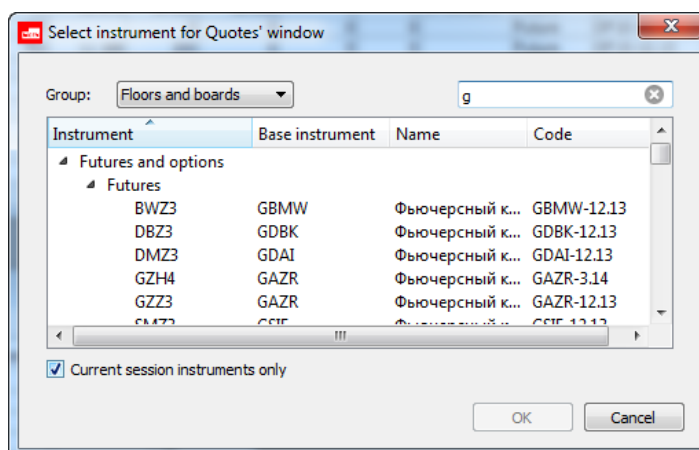 Select instrument for Quotes' window
Group: Floors and boards g
Instrument Base instrument Name Code
Futures and options
Futures
BWZ3 GBMW Фьючерсный к... GBMW-12.13
DBZ3 GDBK Фьючерсный к... GDBK-12.13
DMZ3 GDAI Фьючерсный к... GDAI-12.13
GZH4 GAZR Фьючерсный к... GAZR-3.14
GZZ3 GAZR Фьючерсный к... GAZR-12.13
Current session instruments only
OK Cancel